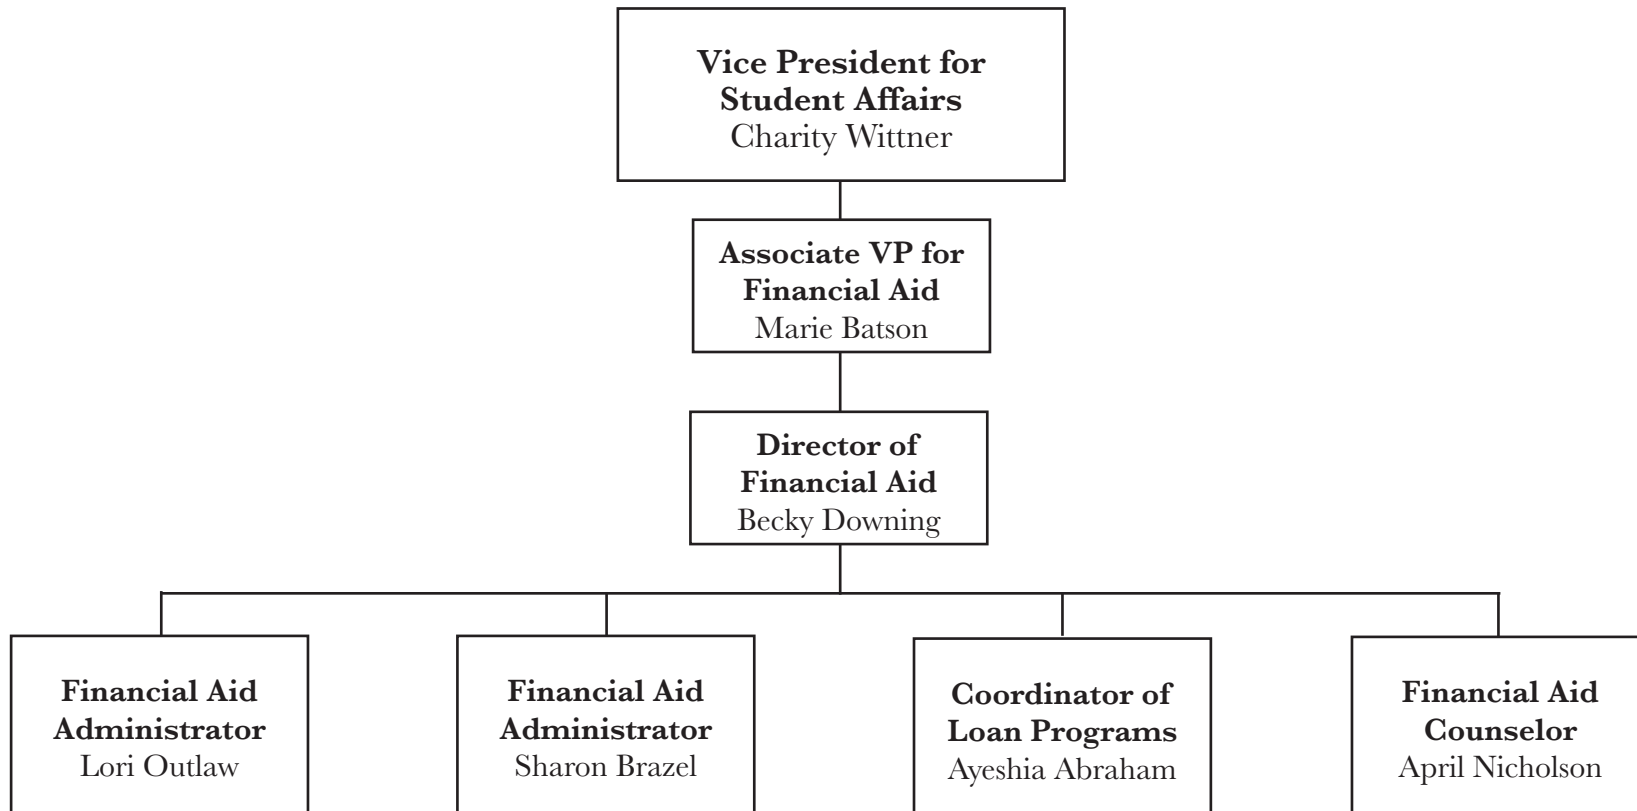 Vice President for
Student Affairs
Charity Wittner
Associate VP for
Financial Aid
Marie Batson
Director of
Financial Aid
Becky Downing
Financial Aid
Administrator
Lori Outlaw
Financial Aid
Administrator
Sharon Brazel
Coordinator of
Loan Programs
Ayeshia Abraham
Financial Aid
Counselor
April Nicholson